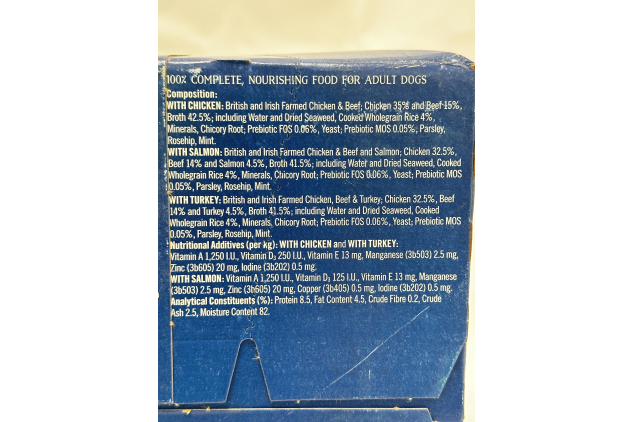 100% COMPLETE, NOURISHING FOOD FOR ADULT DOGS
Composition:
WITH CHICKEN: British and Irish Farmed Chicken & Beef; Chicken 35% and Beef 15%,
Broth 42.5%; including Water and Dried Seaweed, Cooked Wholegrain Rice 4%,
Minerals, Chicory Root; Prebiotic FOS 0.06%, Yeast; Prebiotic MOS 0.05%; Parsley,
Rosehip, Mint.
WITH SALMON: British and Irish Farmed Chicken & Beef and Salmon; Chicken 32.5%,
Beef 14% and Salmon 4.5%, Broth 41.5%; including Water and Dried Seaweed, Cooked
Wholegrain Rice 4%, Minerals, Chicory Root; Prebiotic FOS 0.06%, Yeast; Prebiotic MOS
0.05%, Parsley, Rosehip, Mint.
WITH TURKEY: British and Irish Farmed Chicken, Beef & Turkey; Chicken 32.5%, Beef
14% and Turkey 4.5%, Broth 41.5%; including Water and Dried Seaweed, Cooked
Wholegrain Rice 4%, Minerals, Chicory Root; Prebiotic FOS 0.06%, Yeast; Prebiotic MOS
0.05%, Parsley, Rosehip, Mint.
Nutritional Additives (per kg): WITH CHICKEN and WITH TURKEY:
Vitamin A 1,250 I.U., Vitamin D₃ 250 I.U., Vitamin E 13 mg, Manganese (3b503) 2.5 mg,
Zinc (3b605) 20 mg, Iodine (3b202) 0.5 mg.
WITH SALMON: Vitamin A 1,250 I.U., Vitamin D₃ 125 I.U., Vitamin E 13 mg, Manganese
(3b503) 2.5 mg, Zinc (3b605) 20 mg, Copper (3b405) 0.5 mg, Iodine (3b202) 0.5 mg.
Analytical Constituents (%): Protein 8.5, Fat Content 4.5, Crude Fibre 0.2, Crude
Ash 2.5, Moisture Content 82.